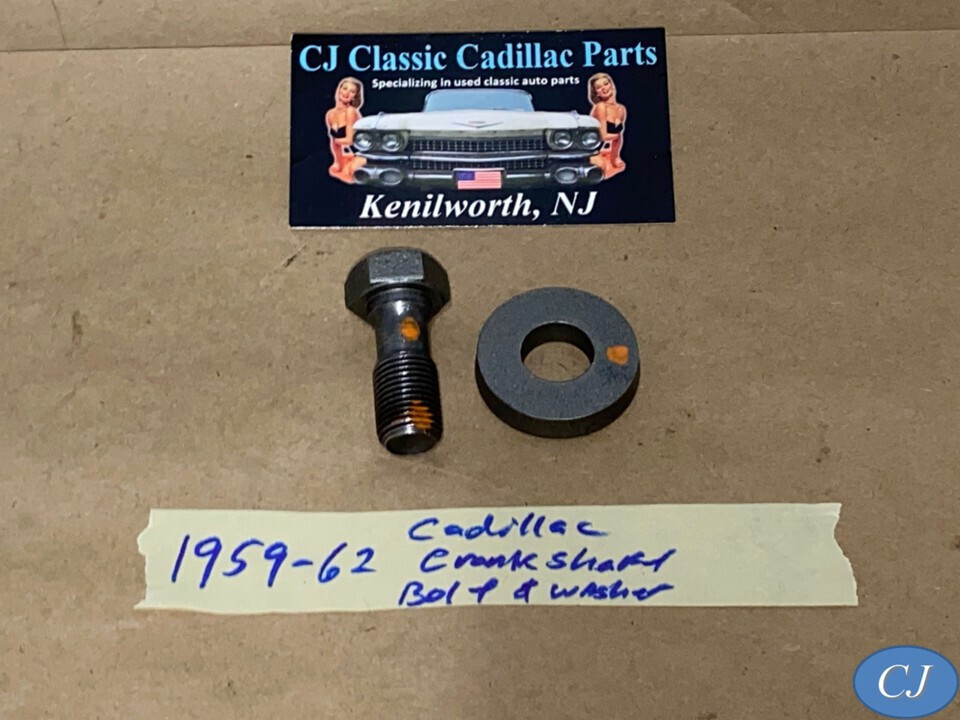 CJ Classic Cadillac Parts
Specializing in used classic auto parts
Kenilworth, NJ
1959-62 Cadillac
Crankshaft
Bolt & washer
CJ